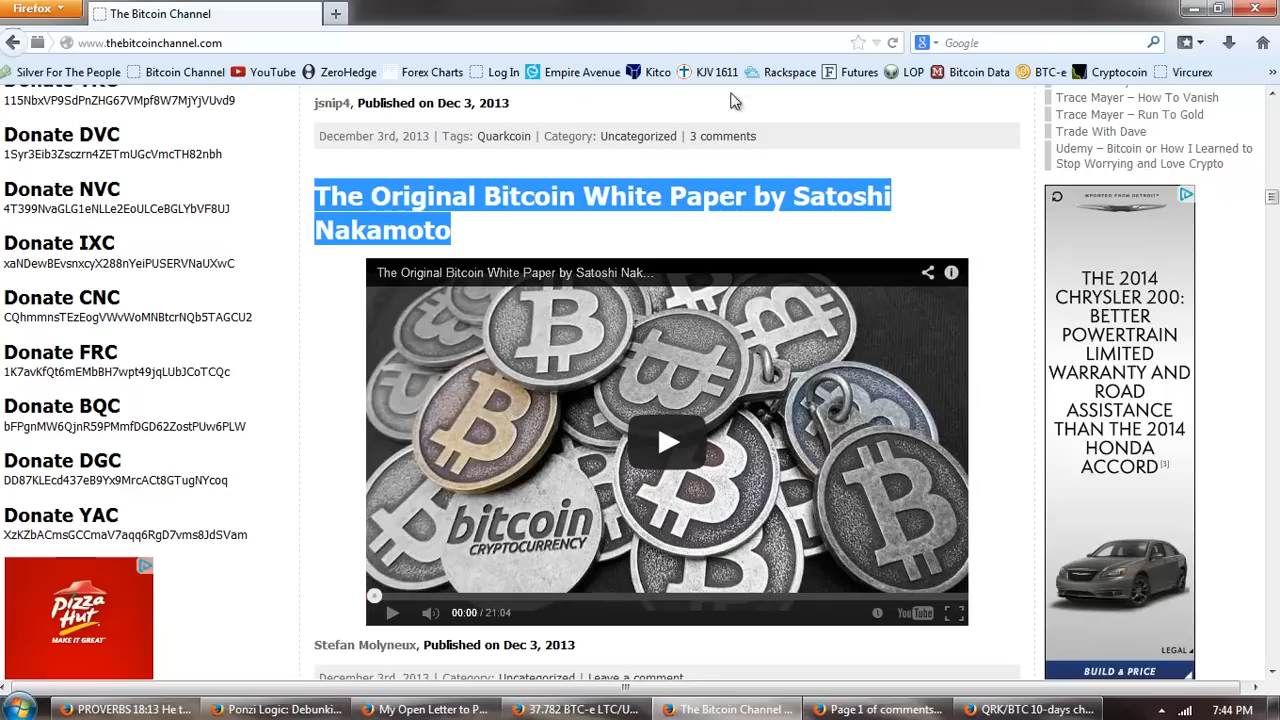 Firefox
The Bitcoin Channel
www.thebitcoinchannel.com
Google
Silver For The People
Bitcoin Channel
YouTube
ZeroHedge
Forex Charts
Log In
Empire Avenue
Kitco
KJV 1611
Rackspace
Futures
LOP
Bitcoin Data
BTC-e
Cryptocoin
Vircurex
115NbxVP9SdPnZHG67VMpf8W7MjYjVUvd9
Donate DVC
1Syr3Eib3Zsczrn4ZETmUGcVmcTH82nbh
Donate NVC
4T399NvaGLG1eNLLe2EoULCeBGLYbVF8UJ
Donate IXC
xaNDewBEvsnxcyX288nYeiPUSERVNaUXwC
Donate CNC
CQhmmnsTEzEogVWvWoMNBtcrNQb5TAGCU2
Donate FRC
1K7avKfQt6mEMbBH7wpt49jqLUbJCoTCQc
Donate BQC
bFPgnMW6QjnR59PMmfDGD62ZostPUw6PLW
Donate DGC
DD87KLEcd437eB9Yx9MrcACt8GTugNYcoq
Donate YAC
XzKZbACmsGCCmaV7aqq6RgD7vms8JdSVam
Pizza
Hut
MAKE IT GREAT
jsnip4, Published on Dec 3, 2013
December 3rd, 2013 | Tags: Quarkcoin | Category: Uncategorized | 3 comments
The Original Bitcoin White Paper by Satoshi
Nakamoto
The Original Bitcoin White Paper by Satoshi Nak...
bitcoin
CRYPTOCURRENCY
00:00 / 21:04
YouTube
Stefan Molyneux, Published on Dec 3, 2013
December 3rd, 2013 | Category: Uncategorized | Leave a comment
Trace Mayer – How To Vanish
Trace Mayer – Run To Gold
Trade With Dave
Udemy – Bitcoin or How I Learned to
Stop Worrying and Love Crypto
IMPORTED FROM DETROIT
THE 2014
CHRYSLER 200:
BETTER
POWERTRAIN
LIMITED
WARRANTY AND
ROAD
ASSISTANCE
THAN THE 2014
HONDA
ACCORD[3]
LEGAL
BUILD & PRICE
PROVERBS 18:13 He t...
Ponzi Logic: Debunki...
My Open Letter to P...
37.782 BTC-e LTC/U...
The Bitcoin Channel ...
Page 1 of comments...
QRK/BTC 10-days ch...
7:44 PM